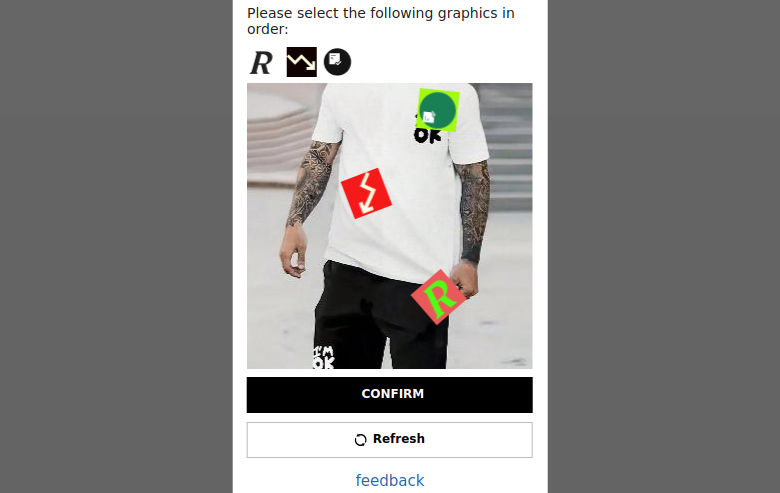 Please select the following graphics in
order:
R
OK
R
I'M
OK
CONFIRM
Refresh
feedback